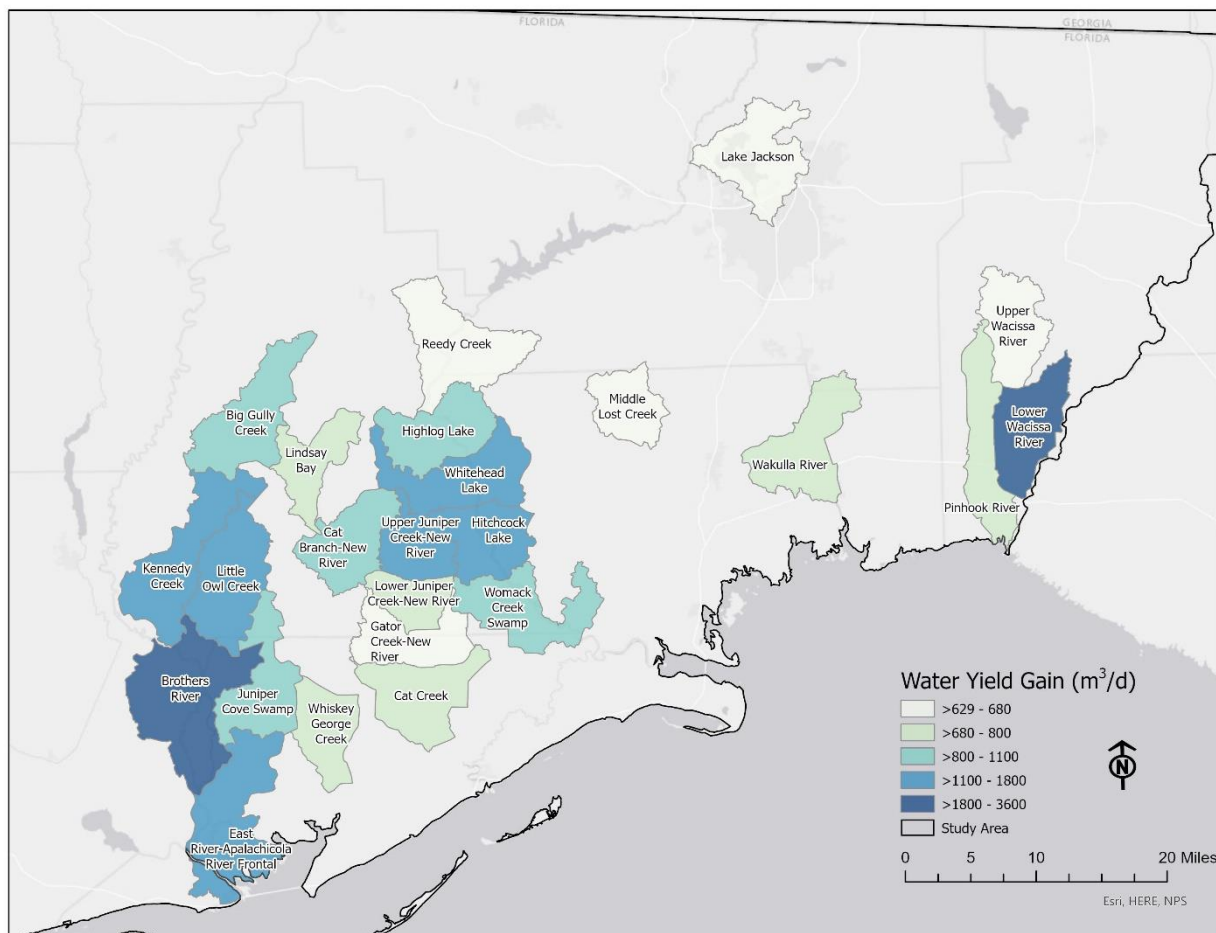 FLORIDA
GEORGIA
FLORIDA
Lake Jackson
Reedy Creek
Upper
Wacissa
River
Middle
Lost Creek
Big Gully
Creek
Lindsay
Bay
Highlog Lake
Lower
Wacissa
River
Whitehead
Lake
Wakulla River
Pinhook River
Cat
Branch-New
River
Upper Juniper
Creek-New
River
Hitchcock
Lake
Kennedy
Creek
Little
Owl Creek
Lower Juniper
Creek-New River
Womack
Creek
Swamp
Gator
Creek-New
River
Brothers
River
Juniper
Cove Swamp
Whiskey
George
Creek
Cat Creek
East
River-Apalachicola
River Frontal
Water Yield Gain (m³/d)
>629 - 680
>680 - 800
>800 - 1100
>1100 - 1800
>1800 - 3600
Study Area
N
0 5 10 20 Miles
Esri, HERE, NPS